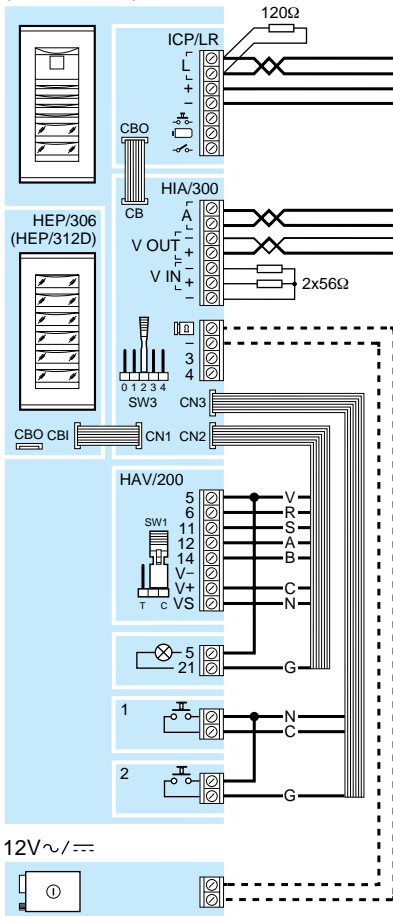 120Ω
ICP/LR
L
+
−
CBO
CB
HIA/300
A
−
V OUT
+
−
V IN
+
−
2x56Ω
HEP/306
(HEP/312D)
−
3
4
0 1 2 3 4
SW3
CN3
CBO CBI
CN1 CN2
HAV/200
5 V
6 R
SW1
11 S
12 A
14 B
V−
V+ C
T C
VS N
5
21 G
1
N
C
2
G
12V